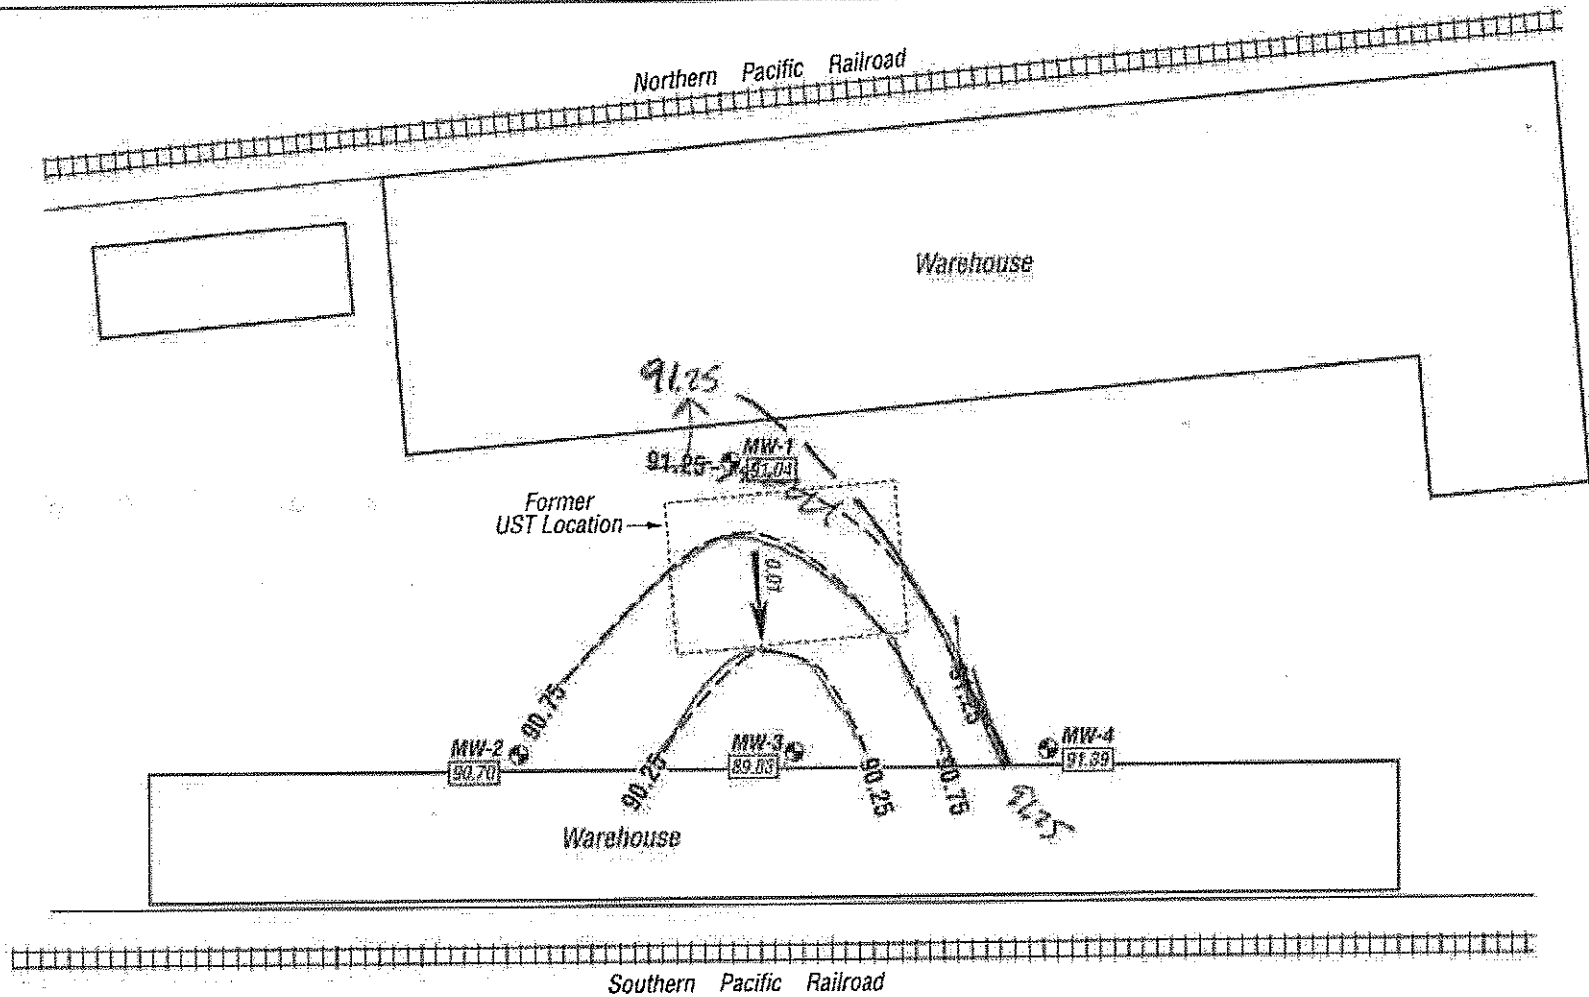 Northern Pacific Railroad
Warehouse
91.25
MW-1
91.25
91.04
Former
UST Location
0.01
90.75
91.25
MW-2
90.70
MW-3
MW-4
91.39
90.25
90.25
90.75
91.25
Warehouse
Southern Pacific Railroad